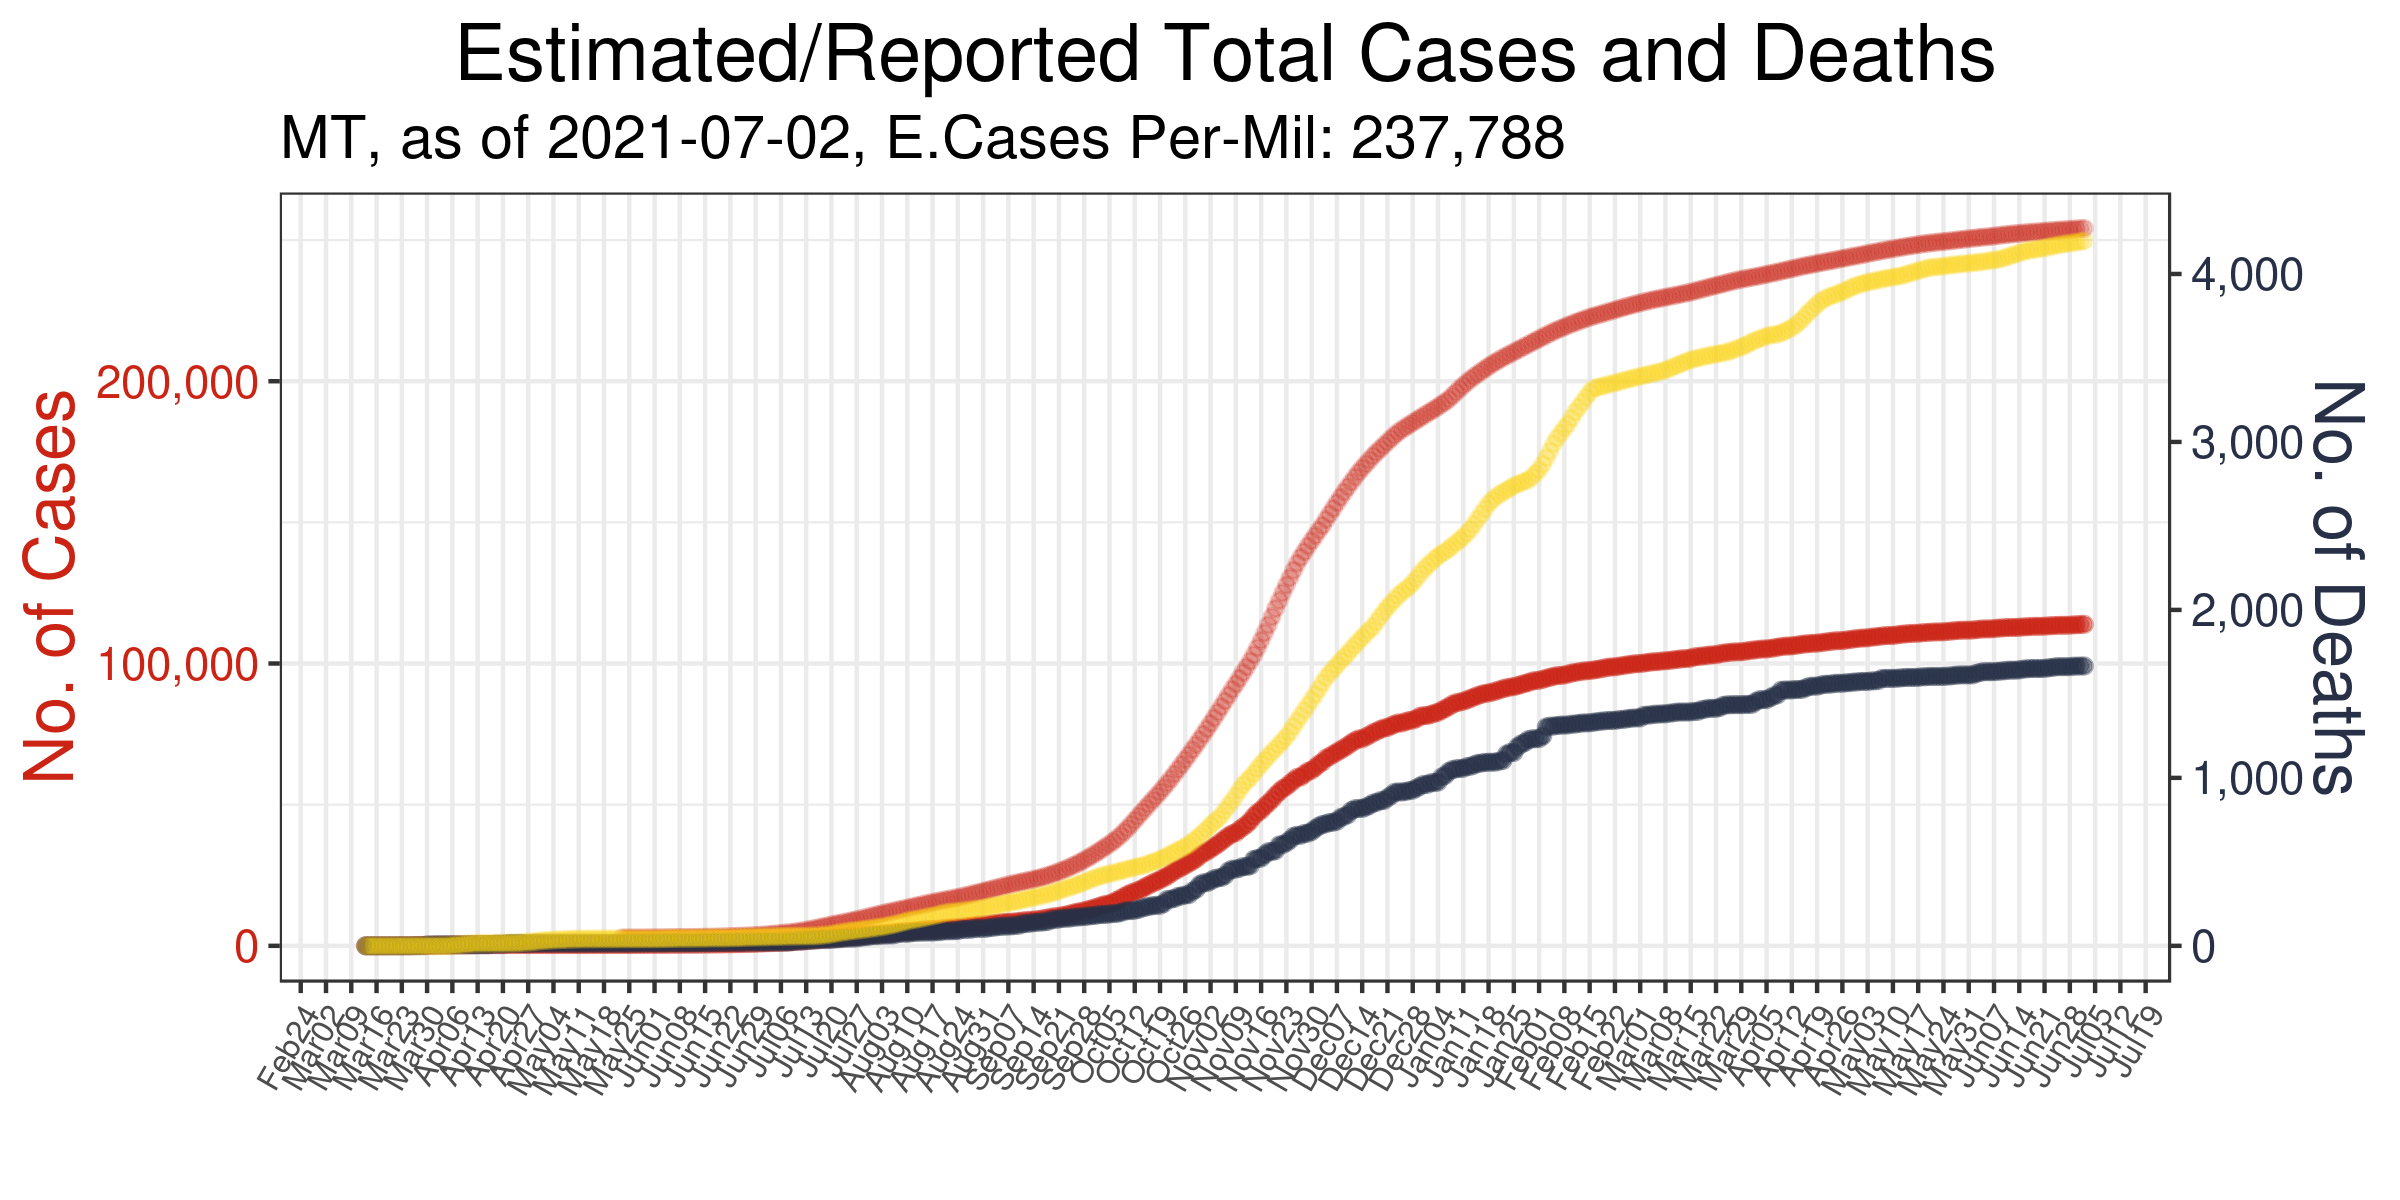 Estimated/Reported Total Cases and Deaths
MT, as of 2021-07-02, E.Cases Per-Mil: 237,788
No. of Cases
200,000
100,000
0
4,000
3,000
2,000
1,000
0
No. of Deaths
Feb24
Mar02
Mar09
Mar16
Mar23
Mar30
Apr06
Apr13
Apr20
Apr27
May04
May11
May18
May25
Jun01
Jun08
Jun15
Jun22
Jun29
Jul06
Jul13
Jul20
Jul27
Aug03
Aug10
Aug17
Aug24
Aug31
Sep07
Sep14
Sep21
Sep28
Oct05
Oct12
Oct19
Oct26
Nov02
Nov09
Nov16
Nov23
Nov30
Dec07
Dec14
Dec21
Dec28
Jan04
Jan11
Jan18
Jan25
Feb01
Feb08
Feb15
Feb22
Mar01
Mar08
Mar15
Mar22
Mar29
Apr05
Apr12
Apr19
Apr26
May03
May10
May17
May24
May31
Jun07
Jun14
Jun21
Jun28
Jul05
Jul12
Jul19